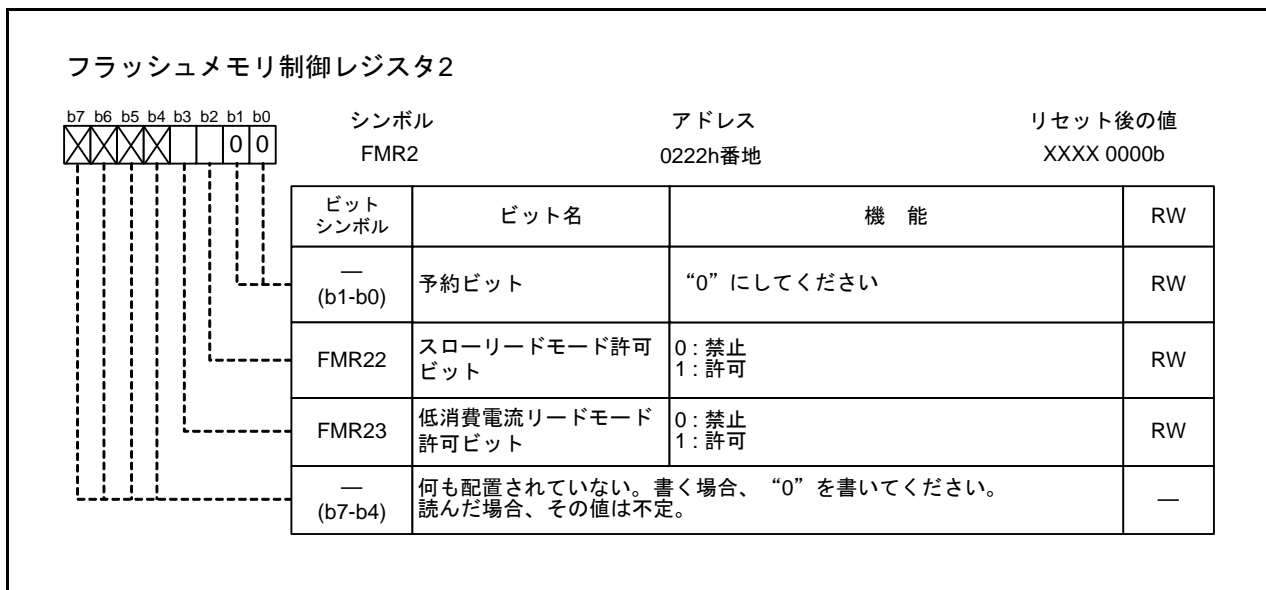 フラッシュメモリ制御レジスタ2
b7 b6 b5 b4 b3 b2 b1 b0
0 0
シンボル アドレス リセット後の値
FMR2 0222h番地 XXXX 0000b
ビット
シンボル
ビット名
機 能
RW
—
(b1-b0)
予約ビット
“0”にしてください
RW
FMR22
スローリードモード許可
ビット
0 : 禁止
1 : 許可
RW
FMR23
低消費電流リードモード
許可ビット
0 : 禁止
1 : 許可
RW
—
(b7-b4)
何も配置されていない。書く場合、“0”を書いてください。
読んだ場合、その値は不定。
—